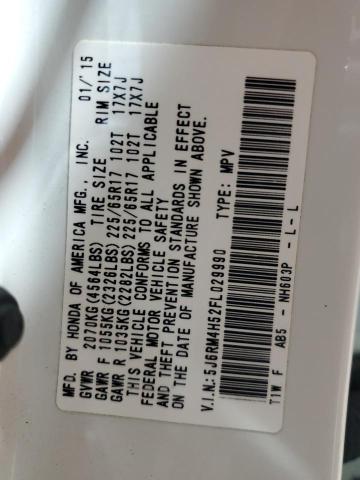 MFD. BY HONDA OF AMERICA MFG., INC. 01/'15
GVWR 2070KG(4564LBS) TIRE SIZE RIM SIZE
GAWR F 1055KG(2326LBS) 225/65R17 102T 17X7J
GAWR R 1035KG(2282LBS) 225/65R17 102T 17X7J
THIS VEHICLE CONFORMS TO ALL APPLICABLE
FEDERAL MOTOR VEHICLE SAFETY
AND THEFT PREVENTION STANDARDS IN EFFECT
ON THE DATE OF MANUFACTURE SHOWN ABOVE.
V.I.N.:5J6RM4H52FL029990 TYPE: MPV
T1W F AB5 - NH603P - L - L